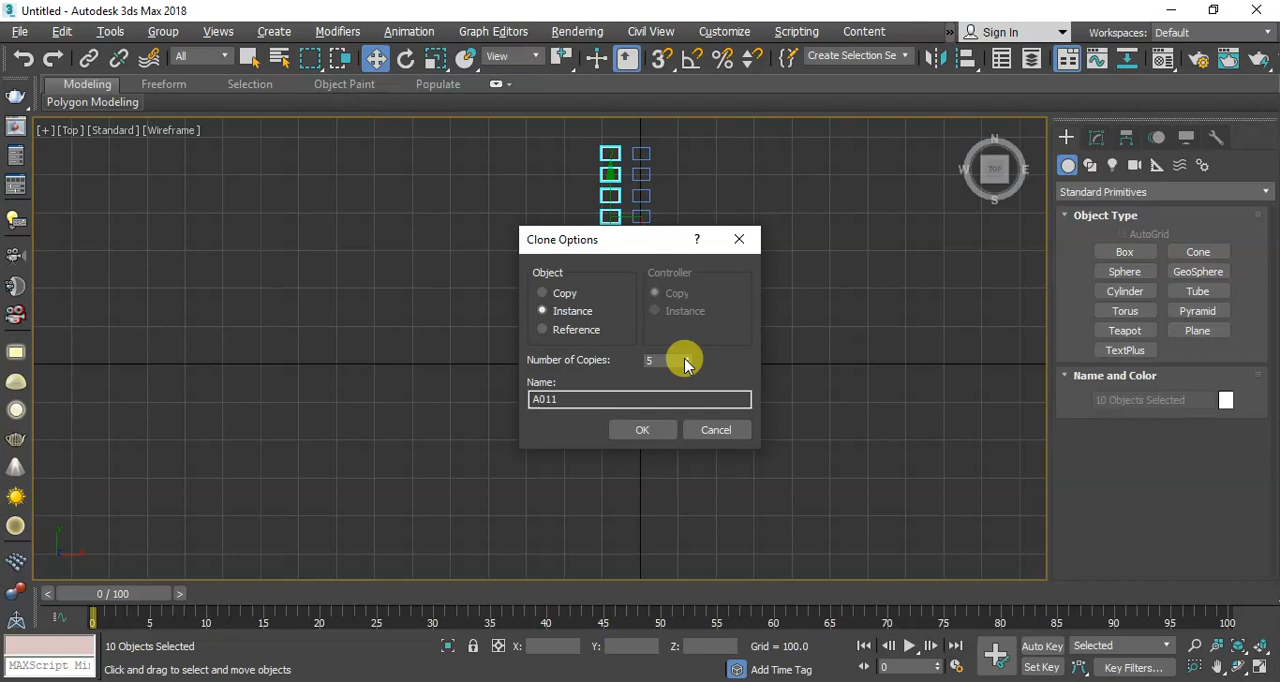 Untitled - Autodesk 3ds Max 2018
File Edit Tools Group Views Create Modifiers Animation Graph Editors Rendering Civil View Customize Scripting Content » Sign In Workspaces: Default
All View Create Selection Se
Modeling Freeform Selection Object Paint Populate
Polygon Modeling
[+] [Top] [Standard] [Wireframe]
N
W TOP E
S
Standard Primitives
Object Type
AutoGrid
Box Cone
Sphere GeoSphere
Cylinder Tube
Torus Pyramid
Teapot Plane
TextPlus
Name and Color
10 Objects Selected
Clone Options ?
Object Controller
Copy Copy
Instance Instance
Reference
Number of Copies: 5
Name:
A011
OK Cancel
y
x
z
< 0 / 100 >
0 5 10 15 20 25 30 35 40 45 50 55 60 65 70 75 80 85 90 95 100
10 Objects Selected X: Y: Z: Grid = 100.0 Auto Key Selected
MAXScript Mi: Click and drag to select and move objects Add Time Tag 0 Set Key Key Filters...